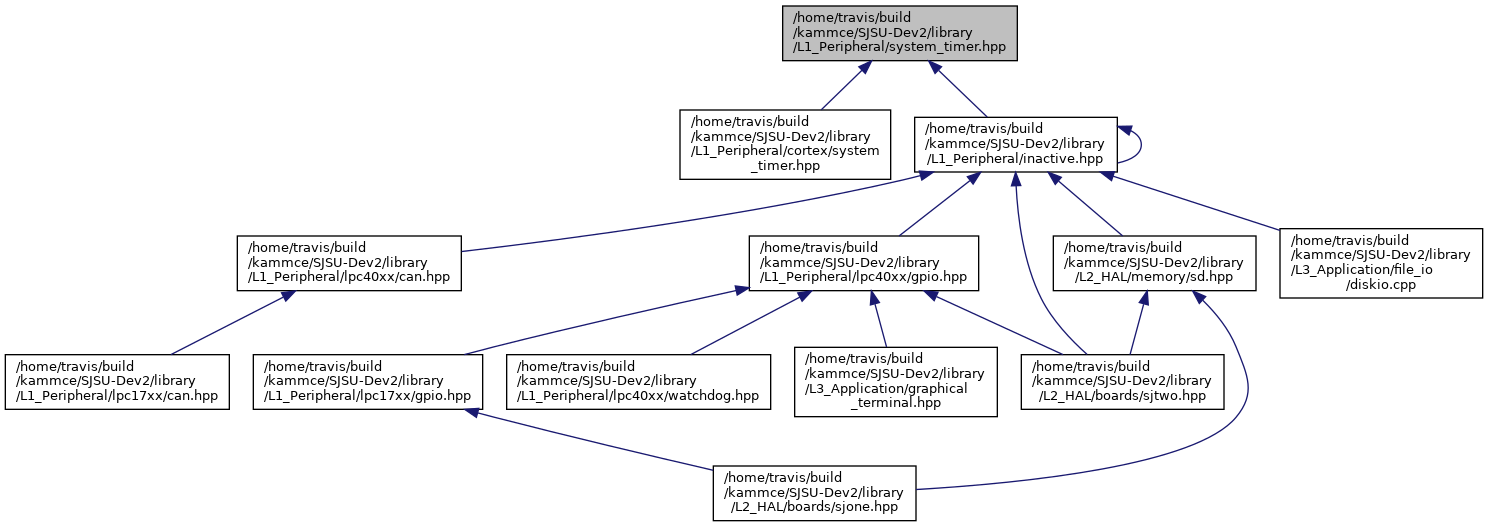 /home/travis/build
/kammce/SJSU-Dev2/library
/L1_Peripheral/system_timer.hpp
/home/travis/build
/kammce/SJSU-Dev2/library
/L1_Peripheral/cortex/system
_timer.hpp
/home/travis/build
/kammce/SJSU-Dev2/library
/L1_Peripheral/inactive.hpp
/home/travis/build
/kammce/SJSU-Dev2/library
/L1_Peripheral/lpc40xx/can.hpp
/home/travis/build
/kammce/SJSU-Dev2/library
/L1_Peripheral/lpc40xx/gpio.hpp
/home/travis/build
/kammce/SJSU-Dev2/library
/L2_HAL/memory/sd.hpp
/home/travis/build
/kammce/SJSU-Dev2/library
/L3_Application/file_io
/diskio.cpp
/home/travis/build
/kammce/SJSU-Dev2/library
/L1_Peripheral/lpc17xx/can.hpp
/home/travis/build
/kammce/SJSU-Dev2/library
/L1_Peripheral/lpc17xx/gpio.hpp
/home/travis/build
/kammce/SJSU-Dev2/library
/L1_Peripheral/lpc40xx/watchdog.hpp
/home/travis/build
/kammce/SJSU-Dev2/library
/L3_Application/graphical
_terminal.hpp
/home/travis/build
/kammce/SJSU-Dev2/library
/L2_HAL/boards/sjtwo.hpp
/home/travis/build
/kammce/SJSU-Dev2/library
/L2_HAL/boards/sjone.hpp